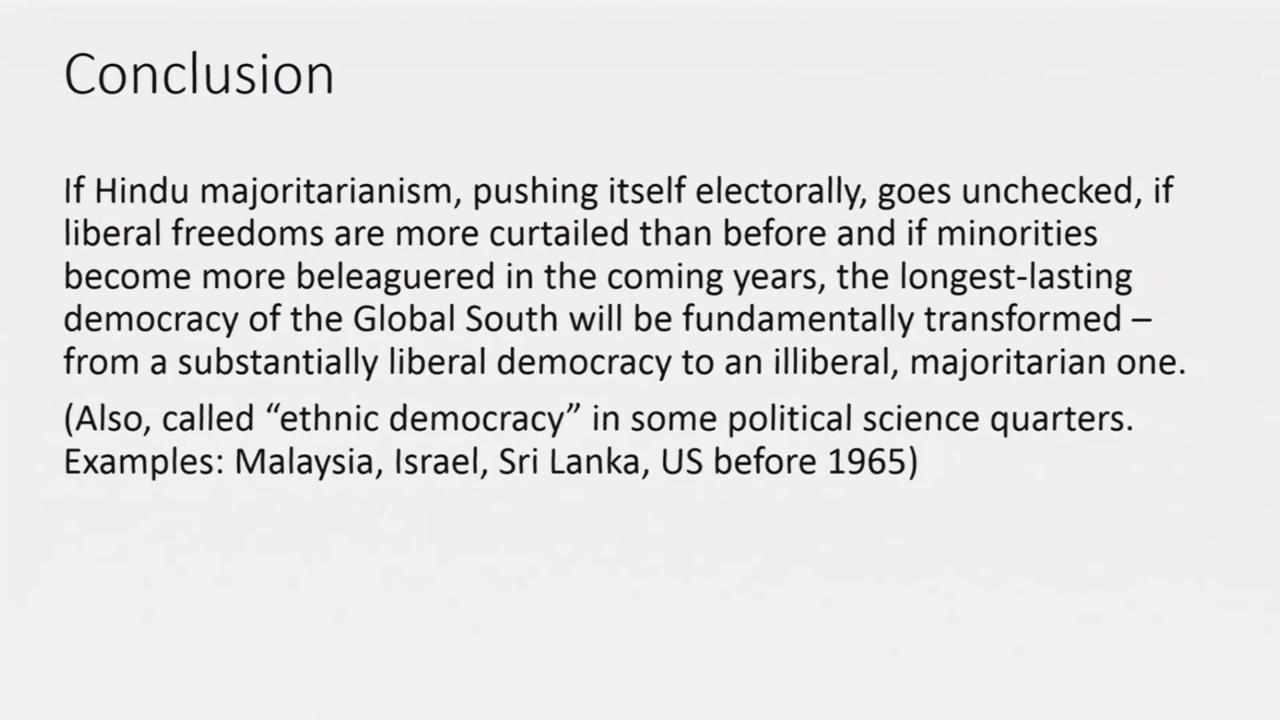 Conclusion
If Hindu majoritarianism, pushing itself electorally, goes unchecked, if
liberal freedoms are more curtailed than before and if minorities
become more beleaguered in the coming years, the longest-lasting
democracy of the Global South will be fundamentally transformed –
from a substantially liberal democracy to an illiberal, majoritarian one.
(Also, called “ethnic democracy” in some political science quarters.
Examples: Malaysia, Israel, Sri Lanka, US before 1965)